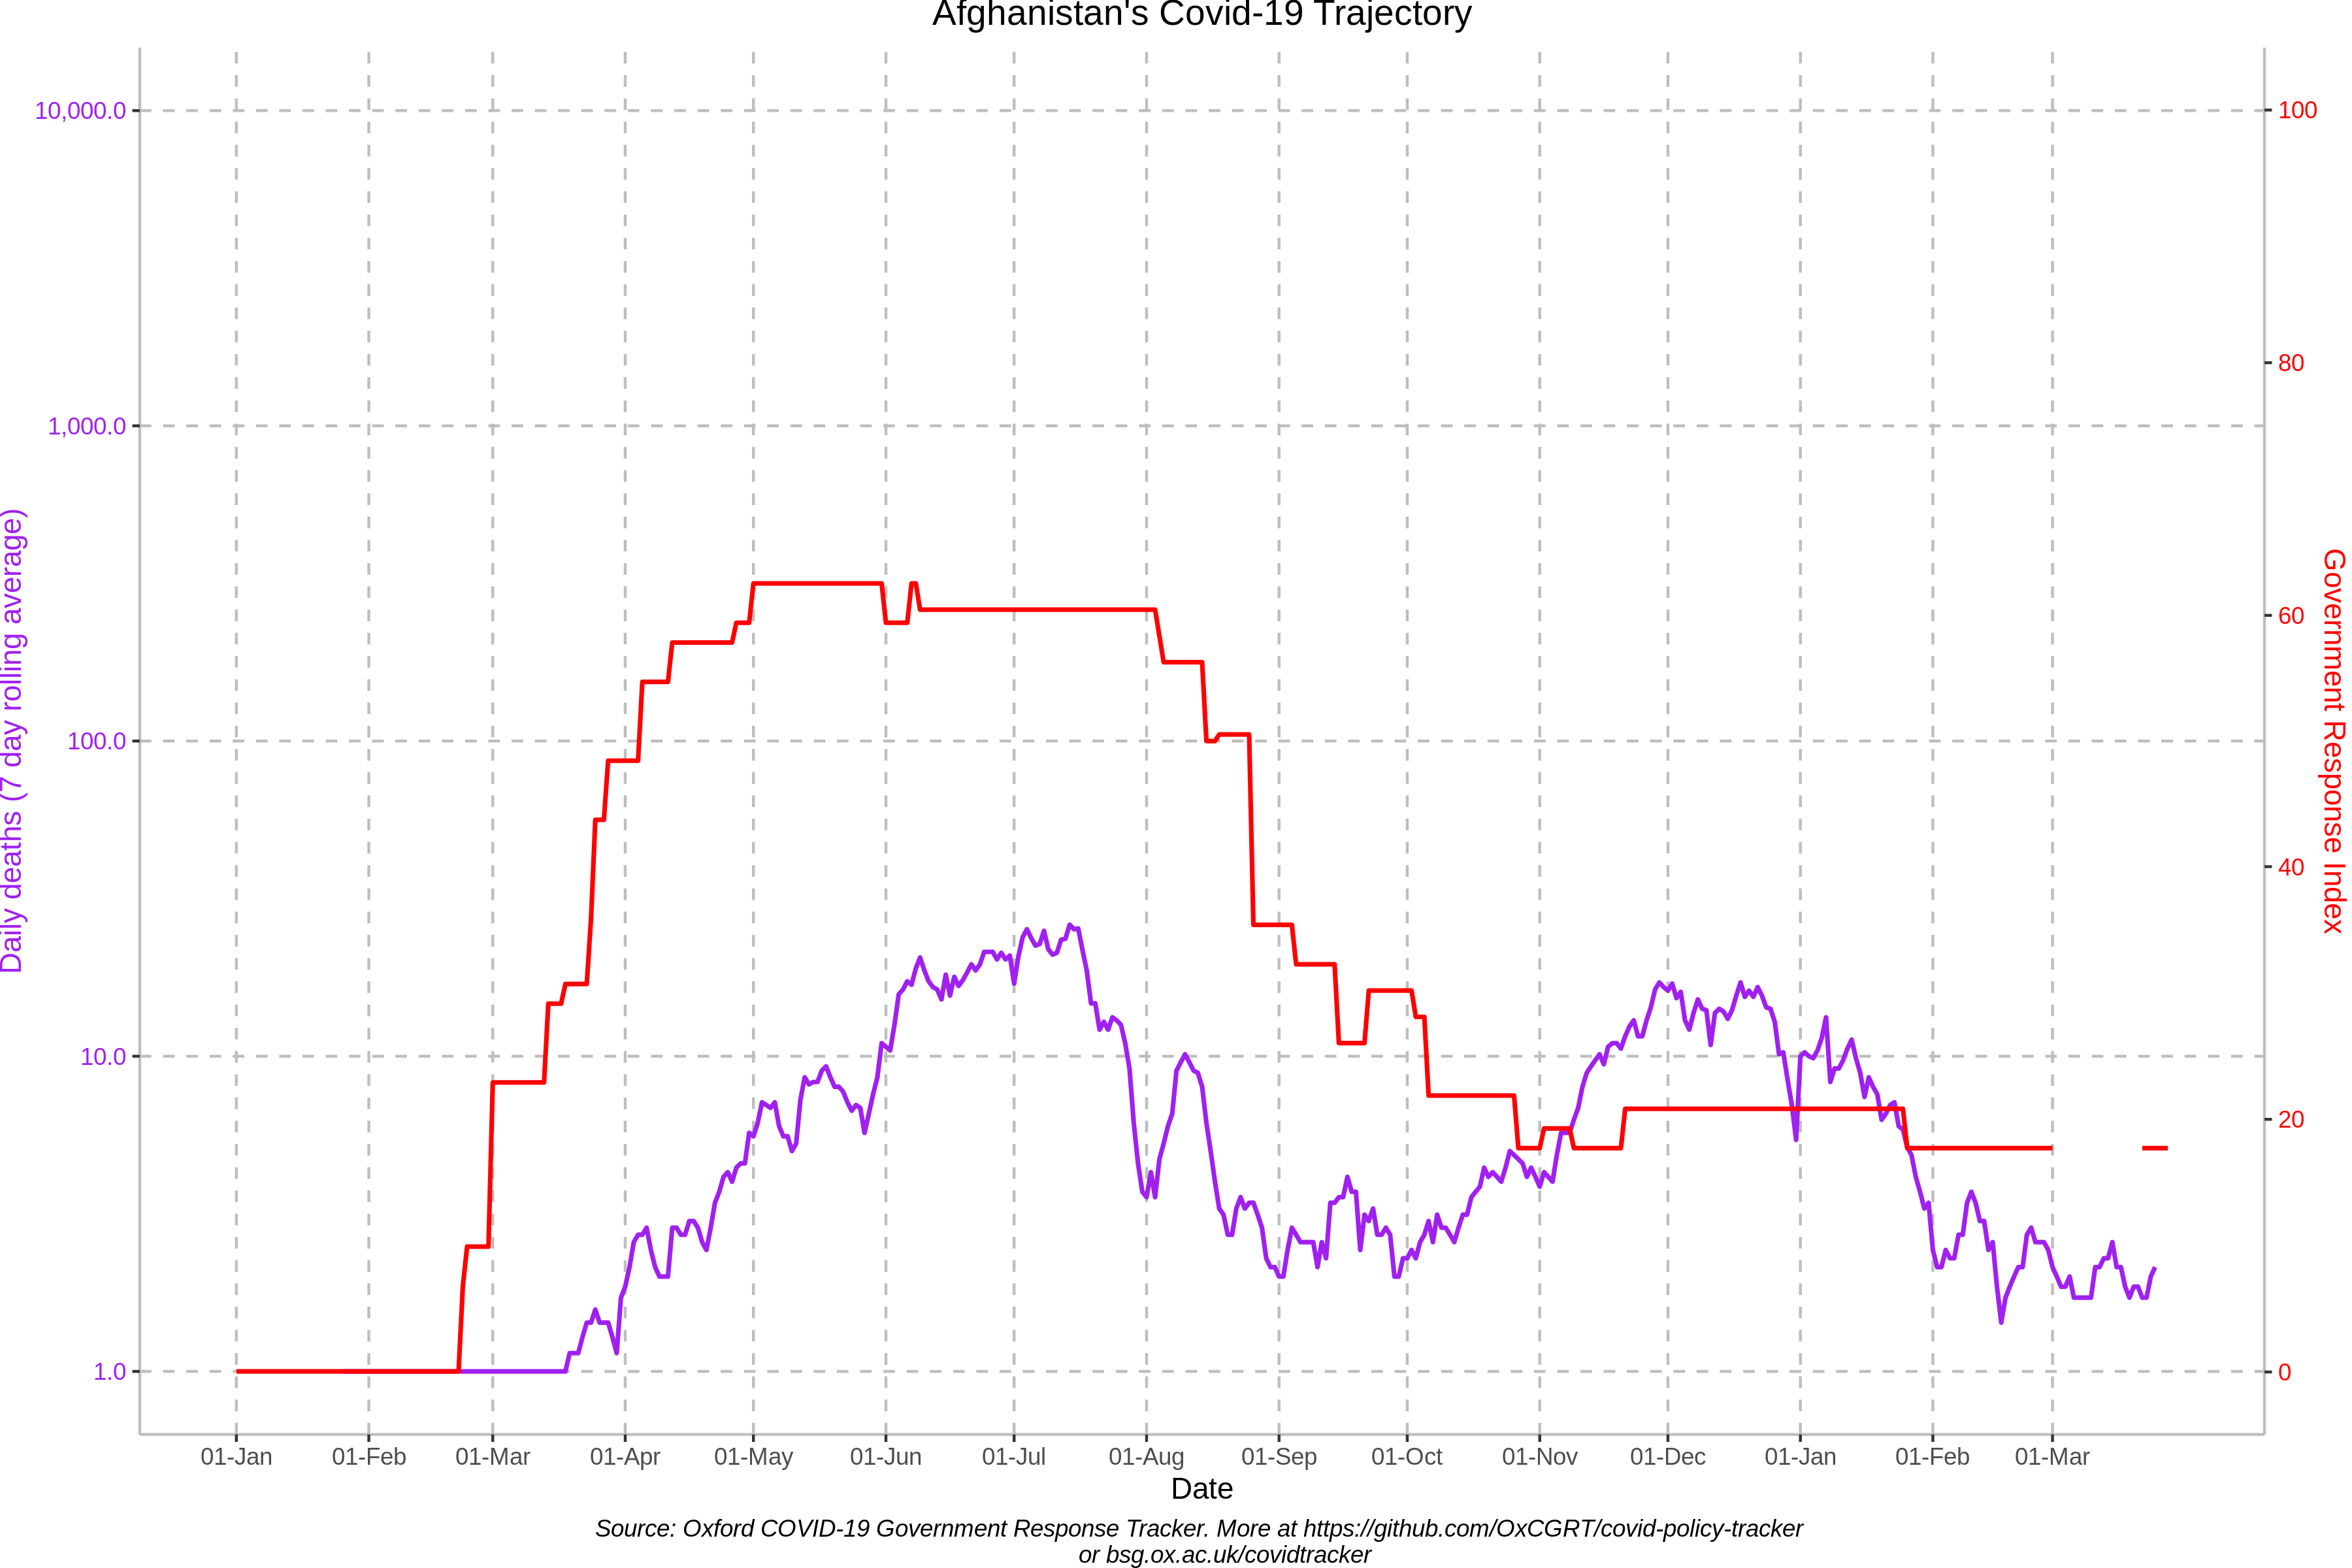 Afghanistan's Covid-19 Trajectory
10,000.0
1,000.0
100.0
10.0
1.0
Daily deaths (7 day rolling average)
100
80
60
40
20
0
Government Response Index
01-Jan 01-Feb 01-Mar 01-Apr 01-May 01-Jun 01-Jul 01-Aug 01-Sep 01-Oct 01-Nov 01-Dec 01-Jan 01-Feb 01-Mar
Date
Source: Oxford COVID-19 Government Response Tracker. More at https://github.com/OxCGRT/covid-policy-tracker
or bsg.ox.ac.uk/covidtracker